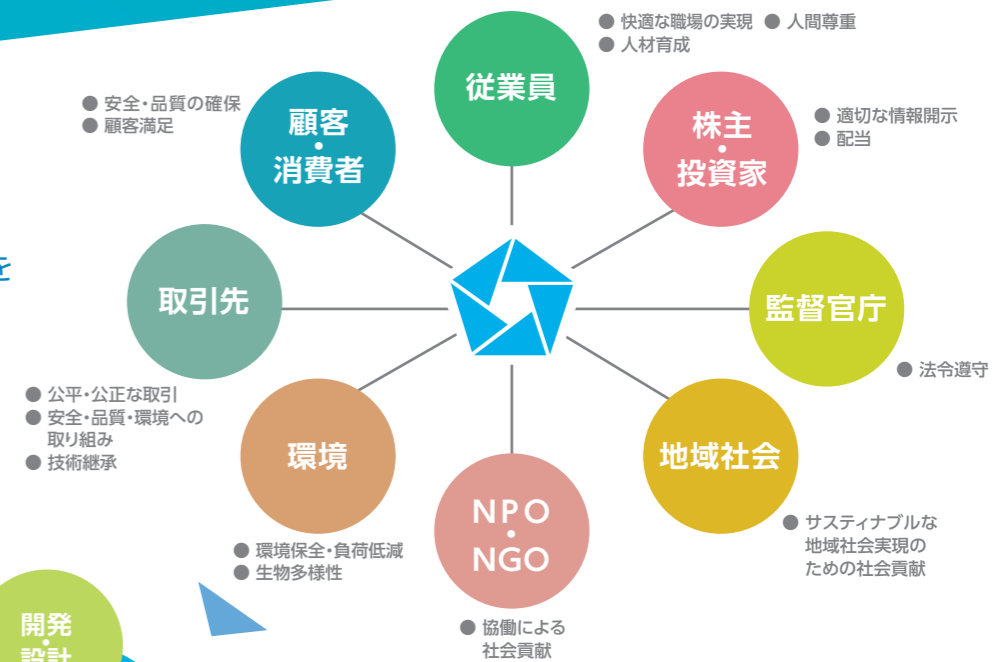 ● 快適な職場の実現 ● 人間尊重
● 人材育成
従業員
● 安全・品質の確保
● 顧客満足
顧客
・
消費者
株主
・
投資家
● 適切な情報開示
● 配当
を
取引先
監督官庁
● 公平・公正な取引
● 安全・品質・環境への
取り組み
● 技術継承
● 法令遵守
環境
地域社会
● 環境保全・負荷低減
● 生物多様性
NPO
・
NGO
● サスティナブルな
地域社会実現の
ための社会貢献
● 協働による
社会貢献
開発
・
設計